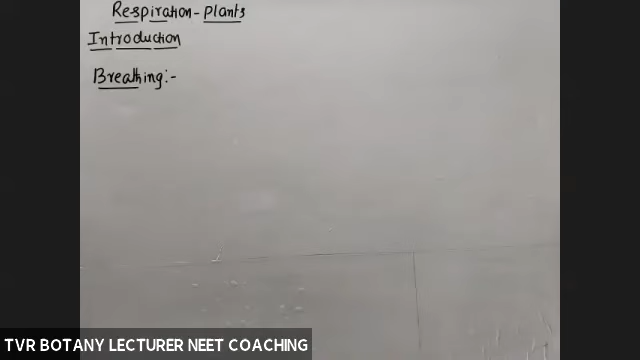 Respiration - Plants
Introduction
Breathing:-
TVR BOTANY LECTURER NEET COACHING